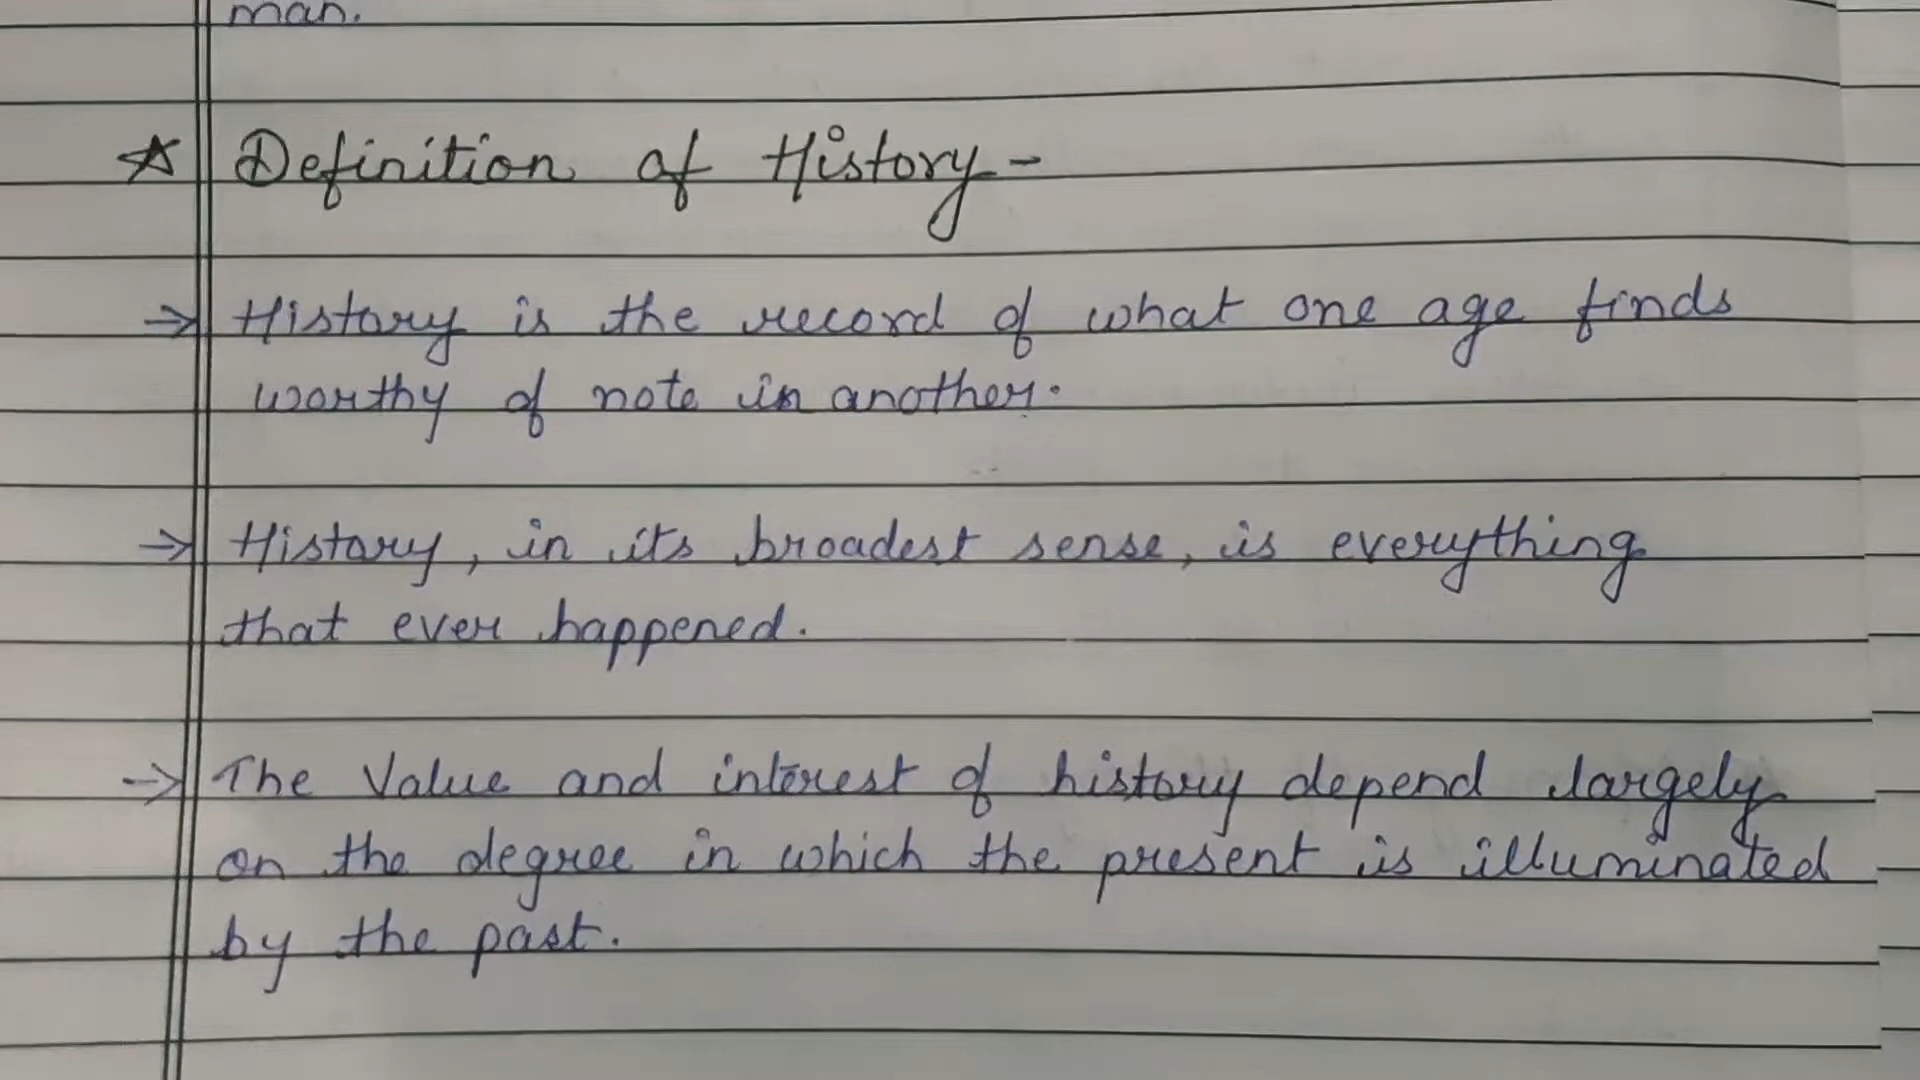 man.
☆ Definition of History -
→ History is the record of what one age finds
worthy of note in another.
→ History, in its broadest sense, is everything
that ever happened.
→ The Value and interest of history depend largely
on the degree in which the present is illuminated
by the past.